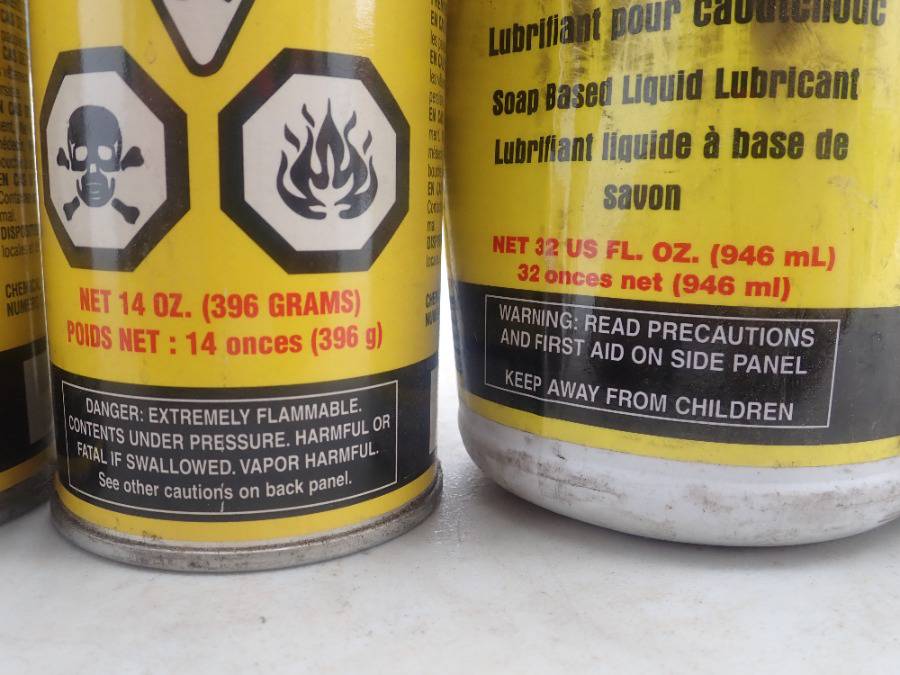 NET 14 OZ. (396 GRAMS)
POIDS NET : 14 onces (396 g)
DANGER: EXTREMELY FLAMMABLE.
CONTENTS UNDER PRESSURE. HARMFUL OR
FATAL IF SWALLOWED. VAPOR HARMFUL.
See other cautions on back panel.
CHEM
NUM
Lubrifiant pour caoutchouc
Soap Based Liquid Lubricant
Lubrifiant liquide à base de
savon
NET 32 US FL. OZ. (946 mL)
32 onces net (946 ml)
WARNING: READ PRECAUTIONS
AND FIRST AID ON SIDE PANEL
KEEP AWAY FROM CHILDREN